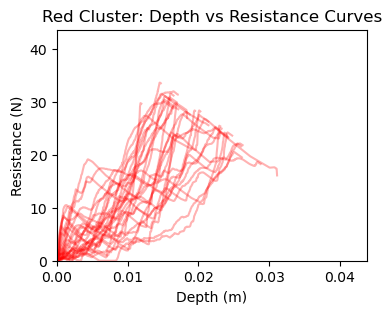 Red Cluster: Depth vs Resistance Curves
Resistance (N)
40
30
20
10
0
0.00 0.01 0.02 0.03 0.04
Depth (m)